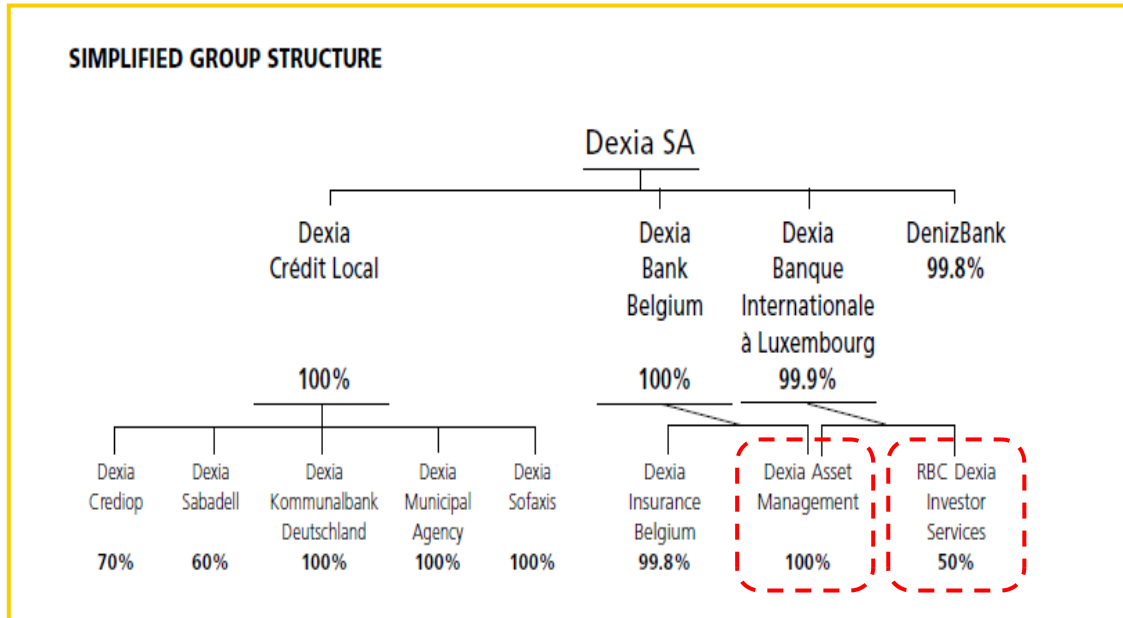 SIMPLIFIED GROUP STRUCTURE
Dexia SA
Dexia
Crédit Local
100%
Dexia
Bank
Belgium
100%
Dexia
Banque
Internationale
à Luxembourg
99.9%
DenizBank
99.8%
Dexia
Crediop
70%
Dexia
Sabadell
60%
Dexia
Kommunalbank
Deutschland
100%
Dexia
Municipal
Agency
100%
Dexia
Sofaxis
100%
Dexia
Insurance
Belgium
99.8%
Dexia Asset
Management
100%
RBC Dexia
Investor
Services
50%